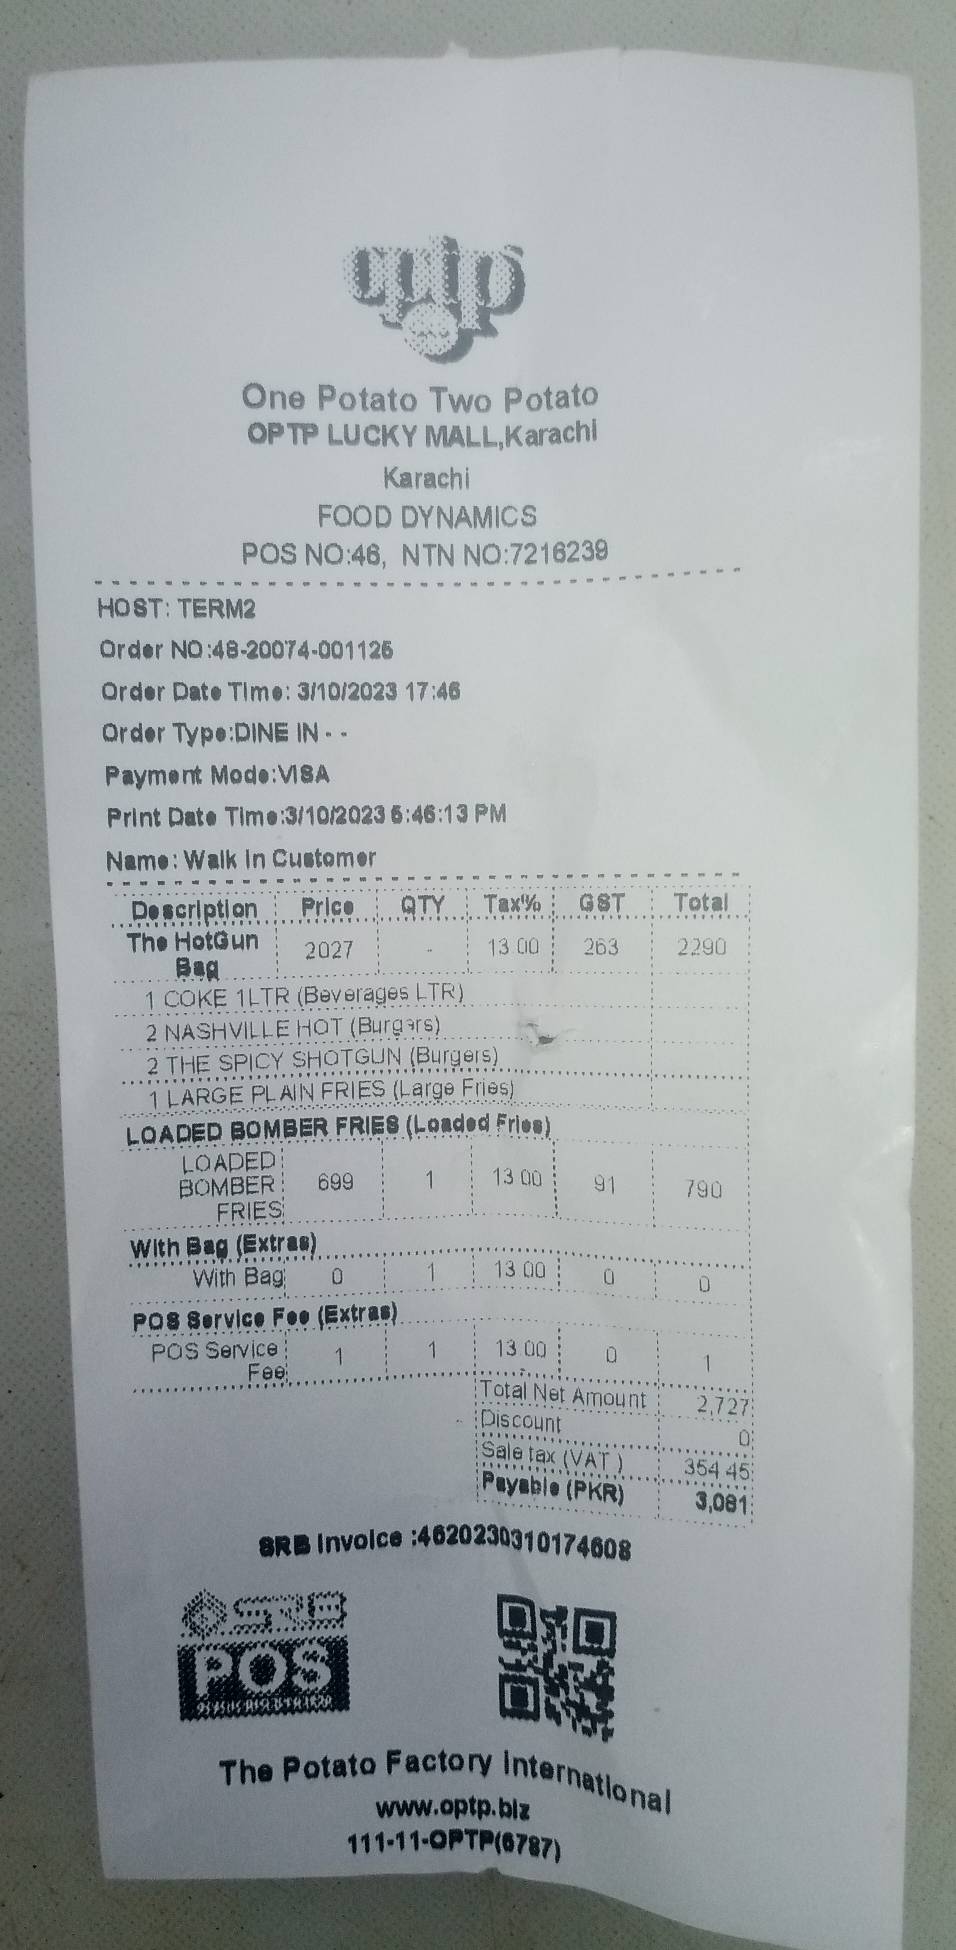 optp
One Potato Two Potato
OPTP LUCKY MALL,Karachi
Karachi
FOOD DYNAMICS
POS NO:46, NTN NO:7216239
HOST: TERM2
Order NO:48-20074-001125
Order Date Time: 3/10/2023 17:46
Order Type:DINE IN - -
Payment Mode:VISA
Print Date Time:3/10/2023 5:46:13 PM
Name: Walk In Customer
Description Price QTY Tax% GST Total
The HotGun Bag 2027 - 13.00 263 2290
1 COKE 1LTR (Beverages LTR)
2 NASHVILLE HOT (Burgers)
2 THE SPICY SHOTGUN (Burgers)
1 LARGE PLAIN FRIES (Large Fries)
LOADED BOMBER FRIES (Loaded Fries)
LOADED BOMBER FRIES 699 1 13.00 91 790
With Bag (Extras)
With Bag 0 1 13.00 0 0
POS Service Fee (Extras)
POS Service Fee 1 1 13.00 0 1
Total Net Amount 2,727
Discount 0
Sale tax (VAT ) 354.45
Payable (PKR) 3,081
SRB Invoice :4620230310174608
SRB
POS
The Potato Factory International
www.optp.biz
111-11-OPTP(6787)